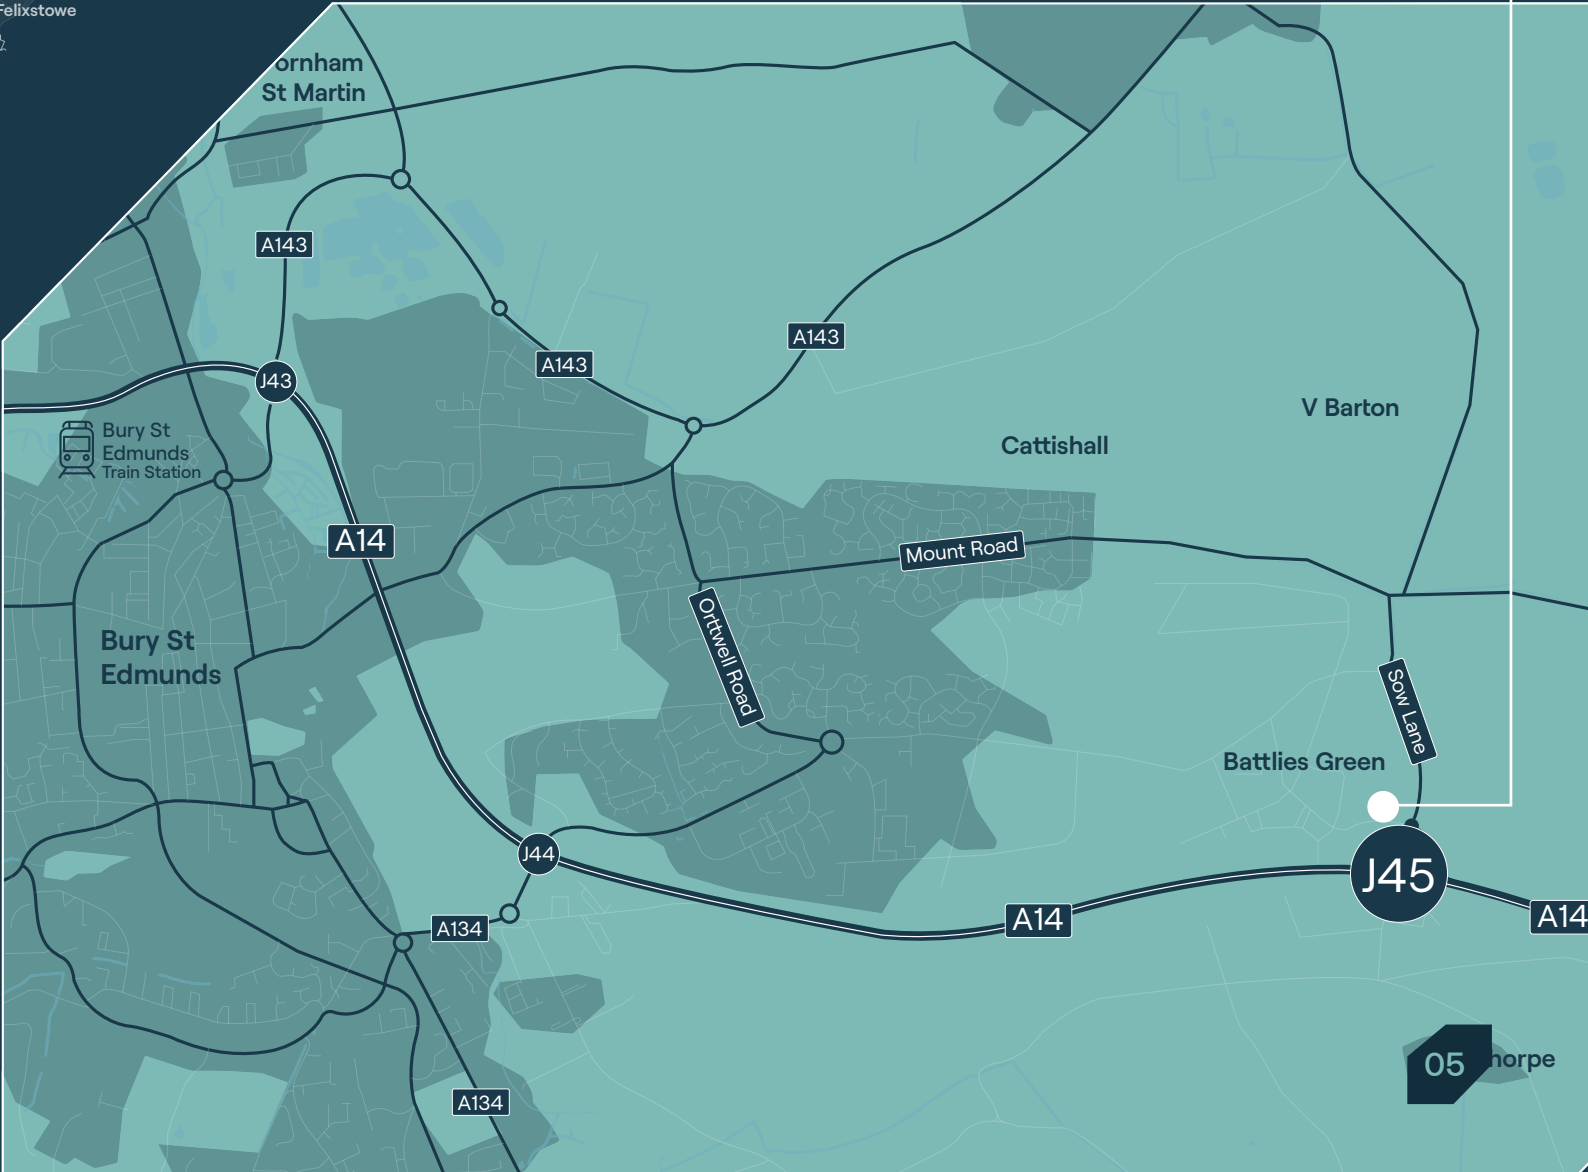 Felixstowe
ornham
St Martin
A143
A143
A143
J43
Bury St
Edmunds
Train Station
V Barton
Cattishall
A14
Mount Road
Orttwell Road
Bury St
Edmunds
Sow Lane
Battlies Green
J44
J45
A134
A14
A14
05
horpe
A134